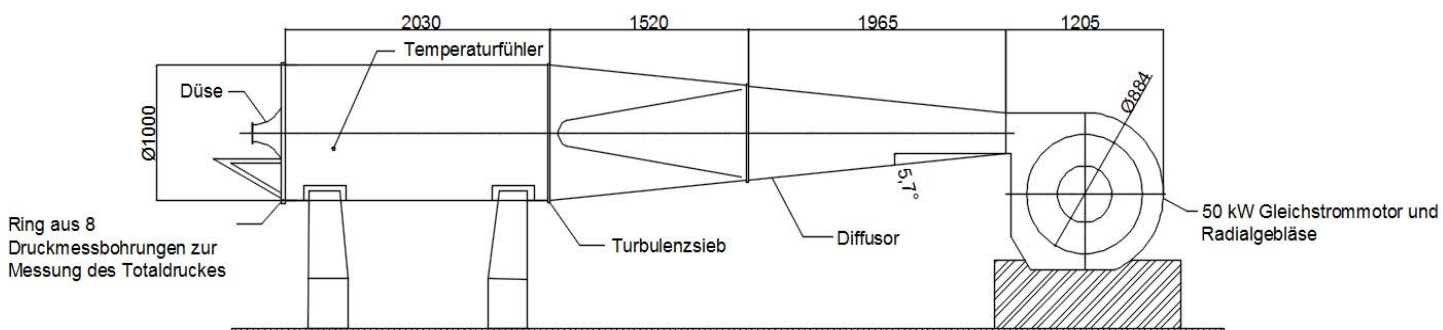 2030
1520
1965
1205
Temperaturfühler
Düse
Ø1000
Ø884
5,7°
Ring aus 8
Druckmessbohrungen zur
Messung des Totaldruckes
Turbulenzsieb
Diffusor
50 kW Gleichstrommotor und
Radialgebläse